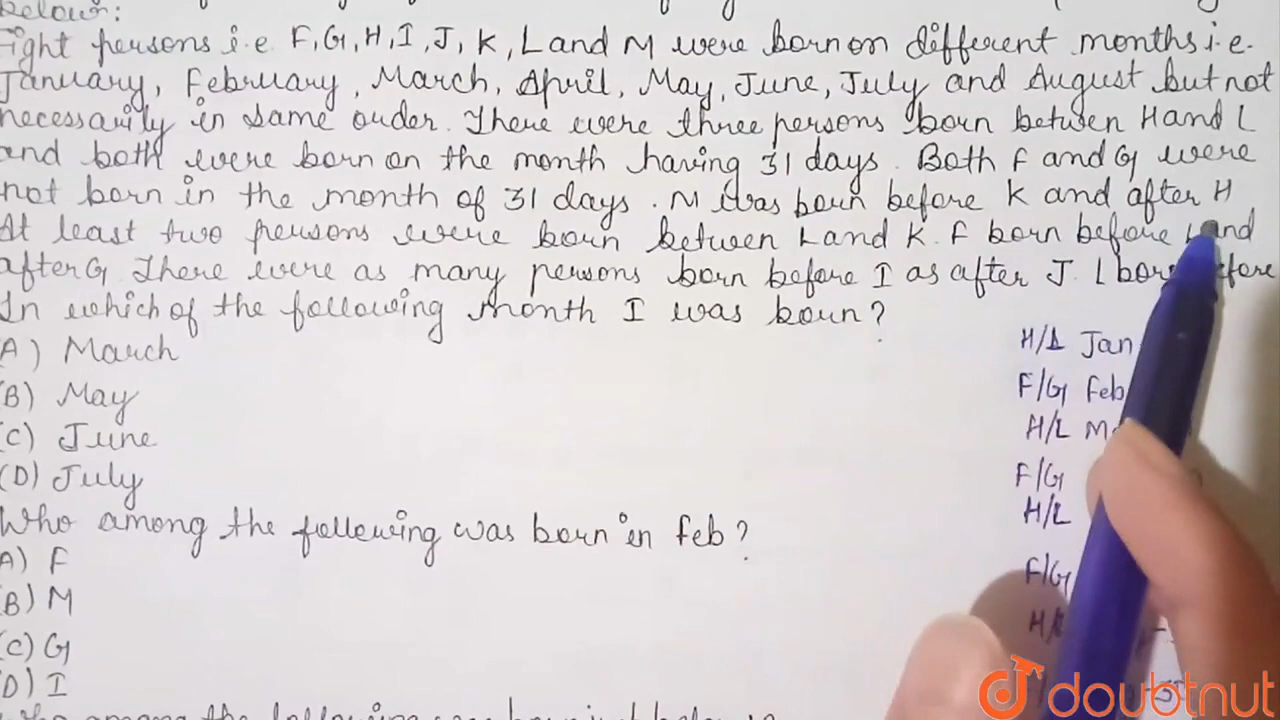 Below:
Eight persons i.e. F, G, H, I, J, K, L and M were born on different months i.e.
January, February, March, April, May, June, July and August but not
necessarily in same order. There were three persons born betwen H and L
and both were born on the month having 31 days. Both F and G were
not born in the month of 31 days. M was born before K and after H
At least two persons were born between L and K. F born before L and
after G. There were as many persons born before I as after J. L born before
In which of the following month I was born?
(A) March
(B) May
(C) June
(D) July
Who among the following was born in feb?
(A) F
(B) M
(C) G
(D) I
H/L Jan
F/G Feb
H/L
F/G
H/L
F/G
doubtnut